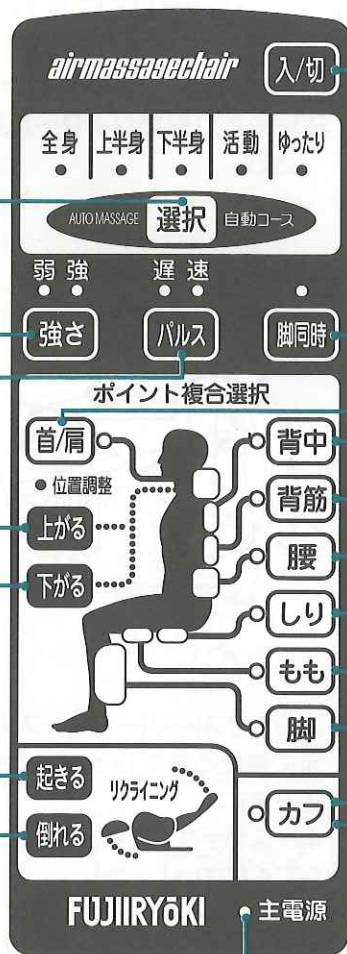 airmassagechair 入/切
全身 上半身 下半身 活動 ゆったり
AUTO MASSAGE 選択 自動コース
弱 強 遅 速
強さ パルス 脚同時
ポイント複合選択
首/肩 背中
位置調整
背筋
上がる
腰
下がる
しり
もも
脚
起きる
リクライニング
カフ
倒れる
FUJIIRYōKI 主電源